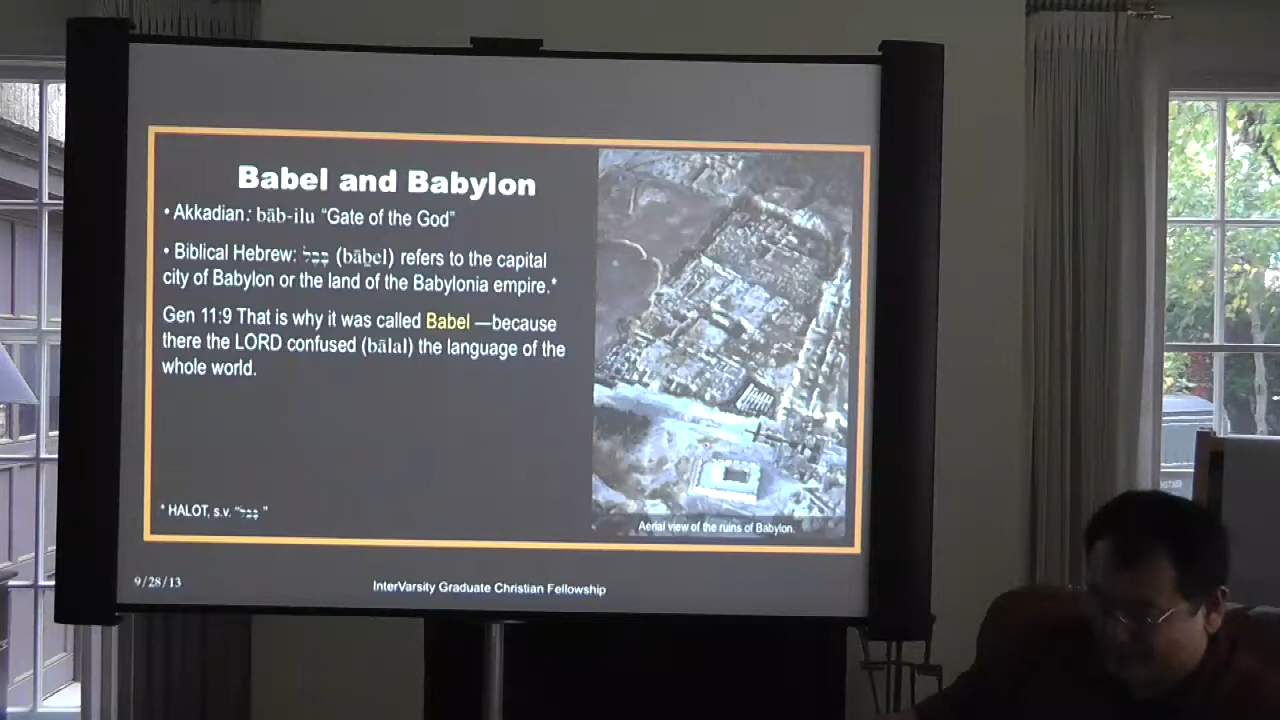 Babel and Babylon
• Akkadian: bāb-ilu “Gate of the God”
• Biblical Hebrew: בָּבֶל (bāḇel) refers to the capital
city of Babylon or the land of the Babylonia empire.*
Gen 11:9 That is why it was called Babel —because
there the LORD confused (bālal) the language of the
whole world.
* HALOT, s.v. “בָּבֶל ”
Aerial view of the ruins of Babylon.
9/28/13
InterVarsity Graduate Christian Fellowship